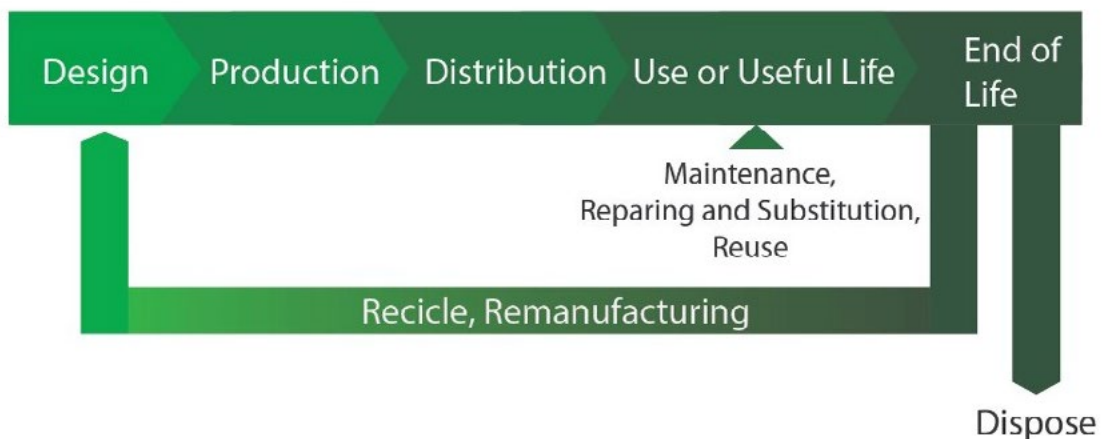 Design
Production
Distribution
Use or Useful Life
End of
Life
Maintenance,
Reparing and Substitution,
Reuse
Recicle, Remanufacturing
Dispose